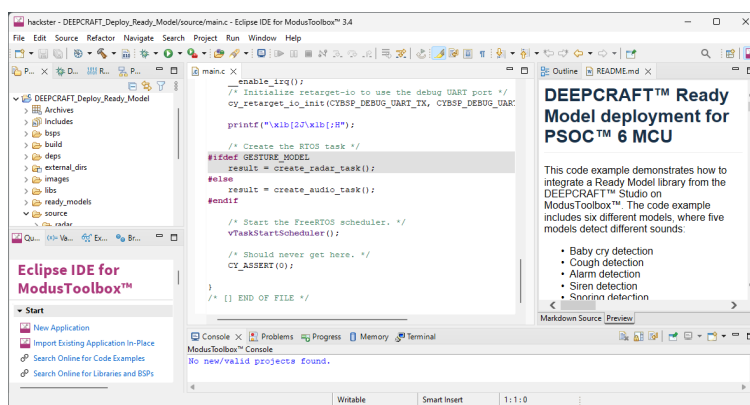 hackster - DEEPCRAFT_Deploy_Ready_Model/source/main.c - Eclipse IDE for ModusToolbox™ 3.4
File Edit Source Refactor Navigate Search Project Run RTOS Window Help
P... D... R... P...
DEEPCRAFT_Deploy_Ready_Model
Archives
Includes
bsps
build
deps
external_dirs
images
libs
ready_models
source
radar
Qu... (x)= Va... Ex... Br...
Eclipse IDE for
ModusToolbox™
Start
New Application
Import Existing Application In-Place
Search Online for Code Examples
Search Online for Libraries and BSPs
main.c
__enable_irq();
/* Initialize retarget-io to use the debug UART port */
cy_retarget_io_init(CYBSP_DEBUG_UART_TX, CYBSP_DEBUG_UAR
printf("\x1b[2J\x1b[;H");
/* Create the RTOS task */
#ifdef GESTURE_MODEL
result = create_radar_task();
#else
result = create_audio_task();
#endif
/* Start the FreeRTOS scheduler. */
vTaskStartScheduler();
/* Should never get here. */
CY_ASSERT(0);
}
/* [] END OF FILE */
Outline README.md
DEEPCRAFT™ Ready
Model deployment for
PSOC™ 6 MCU
This code example demonstrates how to
integrate a Ready Model library from the
DEEPCRAFT™ Studio on
ModusToolbox™. The code example
includes six different models, where five
models detect different sounds:
• Baby cry detection
• Cough detection
• Alarm detection
• Siren detection
• Snoring detection
Markdown Source Preview
Console Problems Progress Memory Terminal
ModusToolbox™ Console
No new/valid projects found.
Writable Smart Insert 1 : 1 : 0